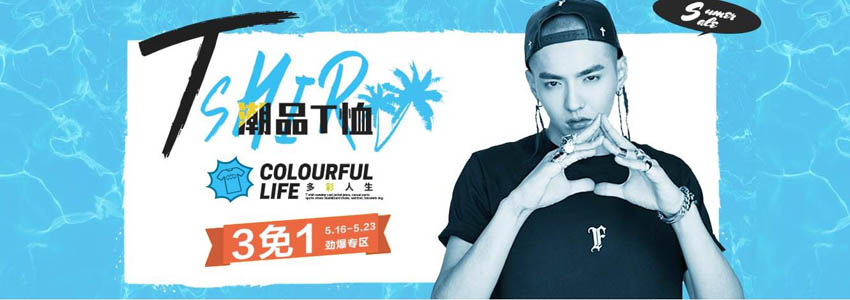 T
SHIRT
潮品T恤
COLOURFUL
LIFE 多彩人生
3免1
5.16-5.23
劲爆专区
Sumer
Sale
F